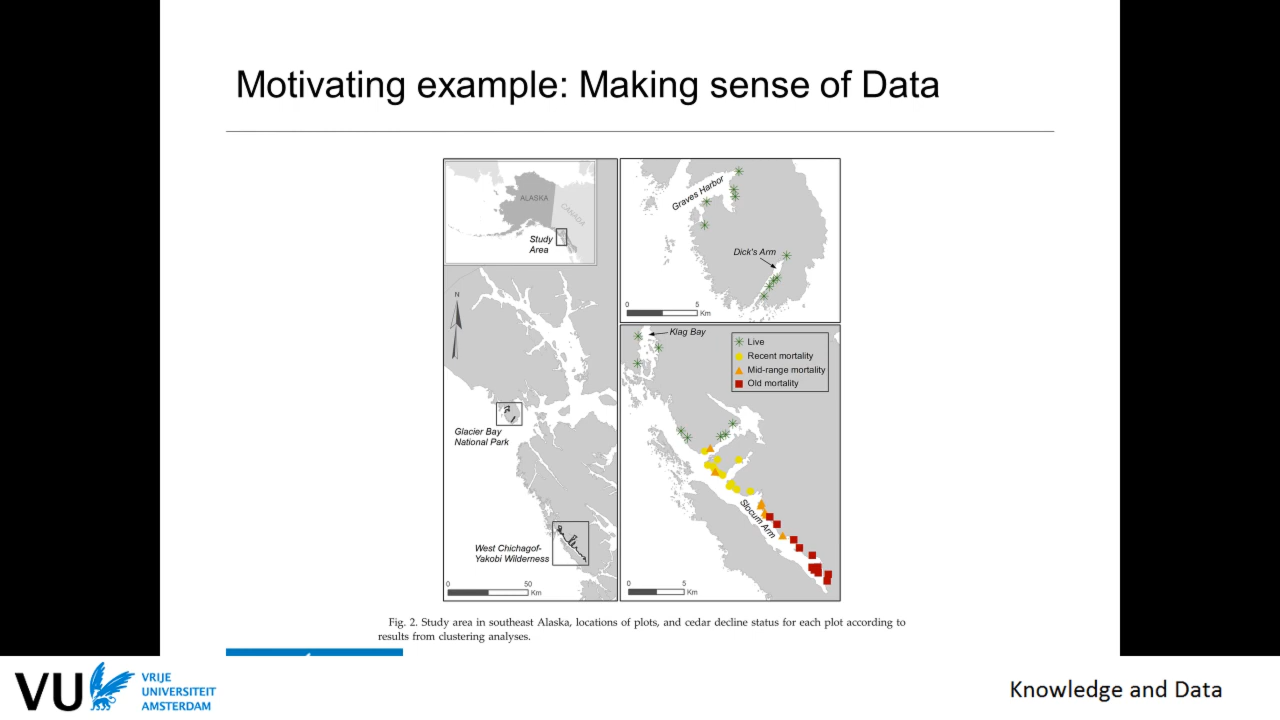 Motivating example: Making sense of Data
ALASKA
CANADA
Study
Area
N
Glacier Bay
National Park
West Chichagof-
Yakobi Wilderness
0 50 Km
Graves Harbor
Dick's Arm
0 5 Km
Klag Bay
Live
Recent mortality
Mid-range mortality
Old mortality
Slocum Arm
0 5 Km
Fig. 2. Study area in southeast Alaska, locations of plots, and cedar decline status for each plot according to
results from clustering analyses.
VU
VRIJE
UNIVERSITEIT
AMSTERDAM
Knowledge and Data